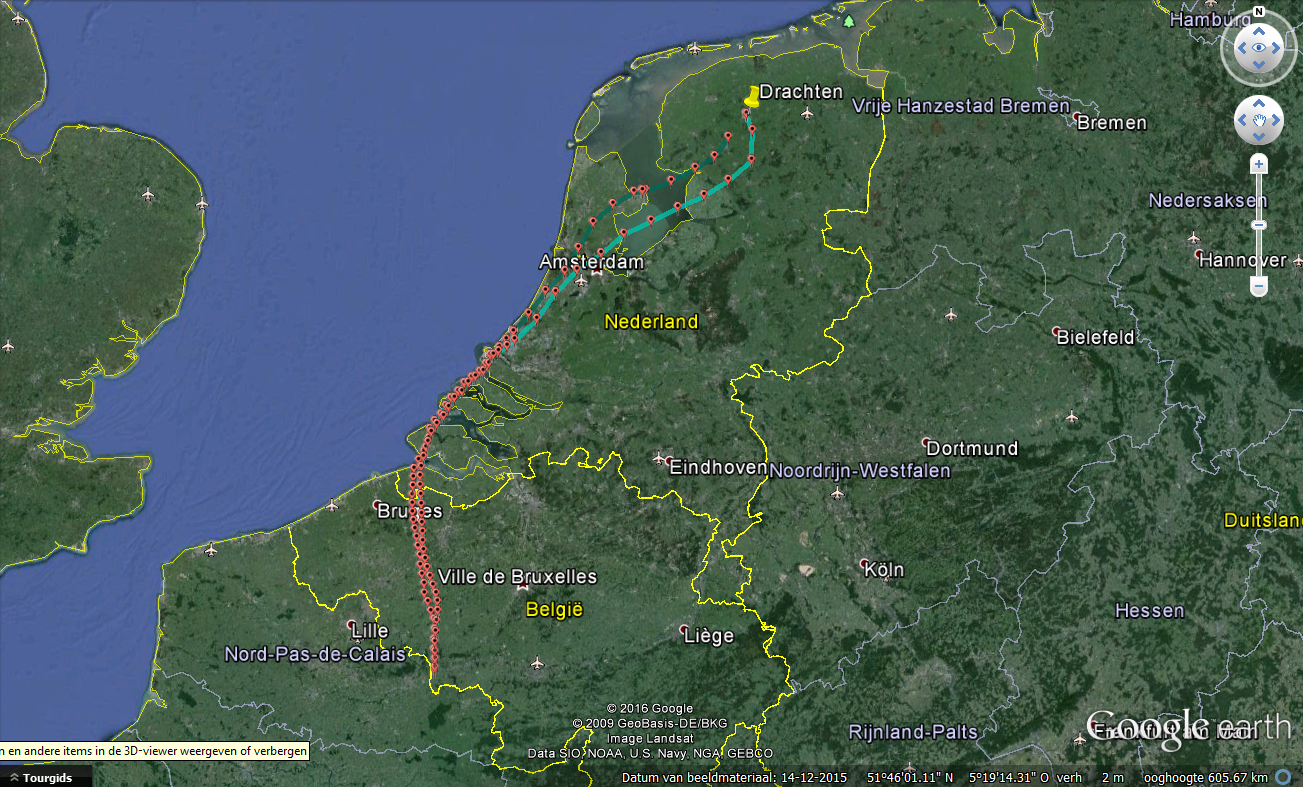 Hamburg
N
Drachten
Vrije Hanzestad Bremen
Bremen
Nedersaksen
Hannover
Amsterdam
Nederland
Bielefeld
Dortmund
Eindhoven
Noordrijn-Westfalen
Bruges
Duitslan
Köln
Ville de Bruxelles
België
Hessen
Lille
Liège
Nord-Pas-de-Calais
© 2016 Google
© 2009 GeoBasis-DE/BKG
Image Landsat
Data SIO, NOAA, U.S. Navy, NGA, GEBCO
Rijnland-Palts
Google earth
Frankfurt am Main
n en andere items in de 3D-viewer weergeven of verbergen
Tourgids
Datum van beeldmateriaal: 14-12-2015 51°46'01.11" N 5°19'14.31" O verh 2 m ooghoogte 605.67 km